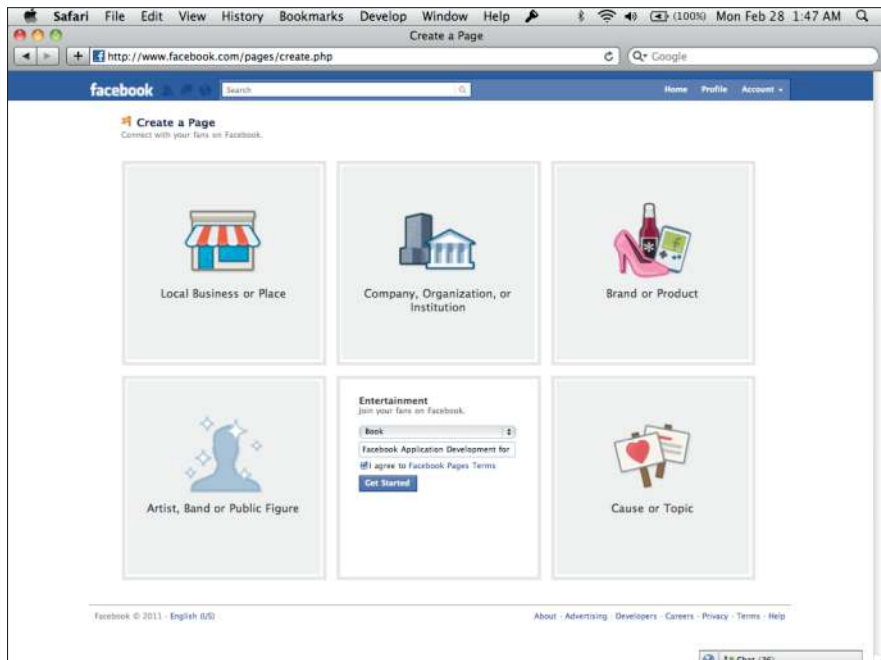 Safari File Edit View History Bookmarks Develop Window Help (100%) Mon Feb 28 1:47 AM
Create a Page
http://www.facebook.com/pages/create.php
Google
facebook
Search
Home Profile Account
Create a Page
Connect with your fans on Facebook.
Local Business or Place
Company, Organization, or
Institution
Brand or Product
Artist, Band or Public Figure
Entertainment
Join your fans on Facebook.
Book
Facebook Application Development for
I agree to Facebook Pages Terms
Get Started
Cause or Topic
Facebook © 2011 · English (US)
About · Advertising · Developers · Careers · Privacy · Terms · Help
Chat (36)